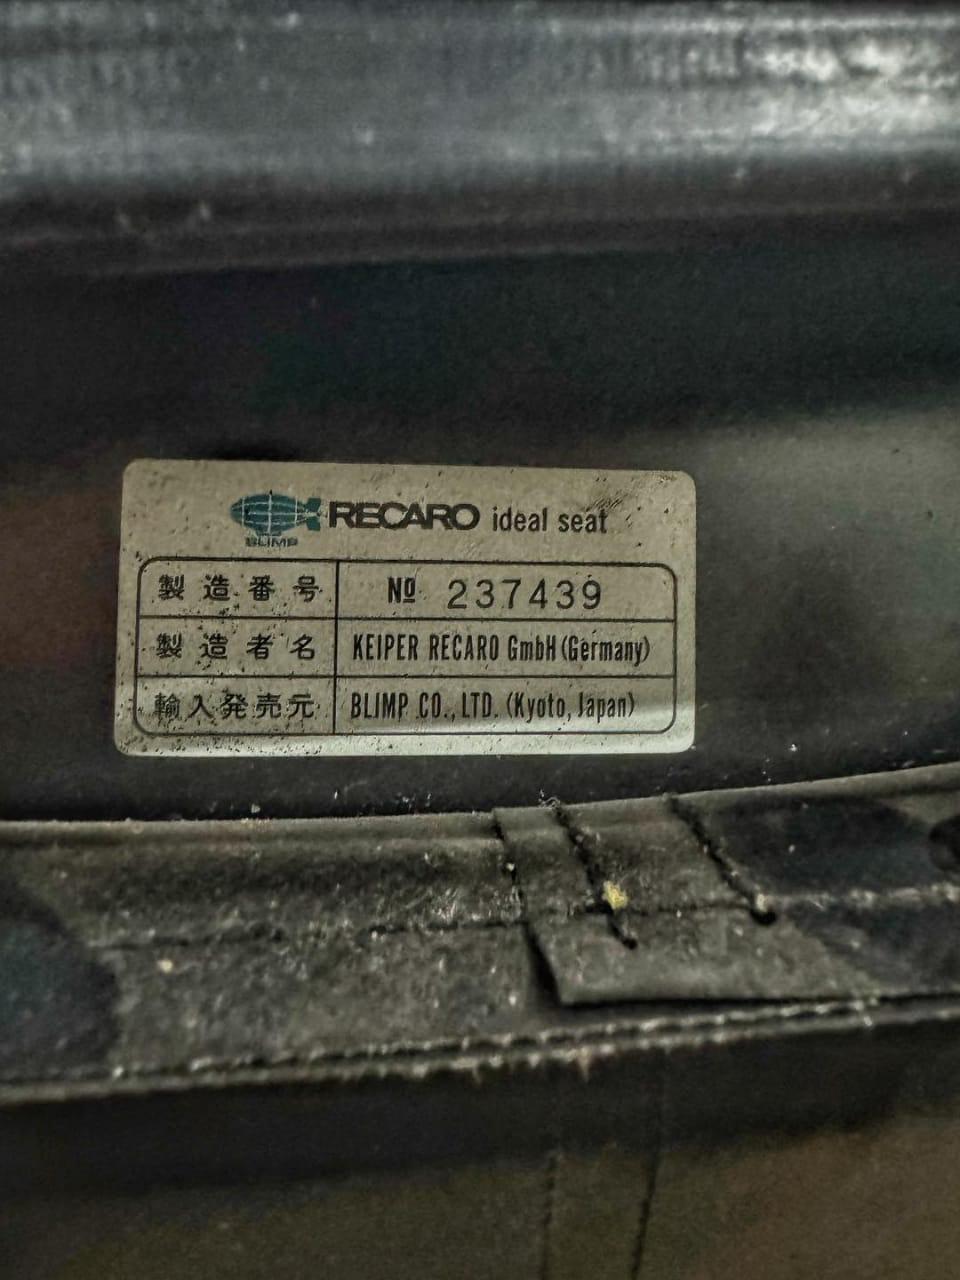 BLIMP
RECARO ideal seat
製造番号 No 237439
製造者名 KEIPER RECARO GmbH (Germany)
輸入発売元 BLIMP CO., LTD. (Kyoto, Japan)